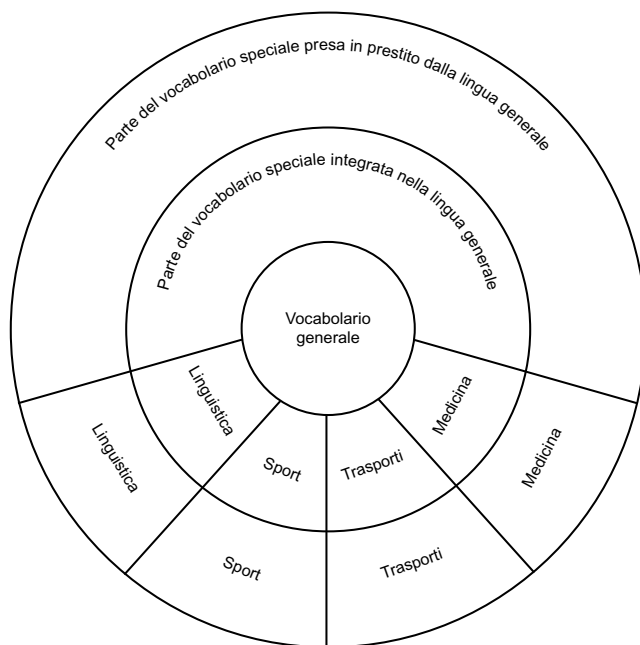 Parte del vocabolario speciale presa in prestito dalla lingua generale
Parte del vocabolario speciale integrata nella lingua generale
Vocabolario
generale
Linguistica
Sport
Trasporti
Medicina
Linguistica
Sport
Trasporti
Medicina